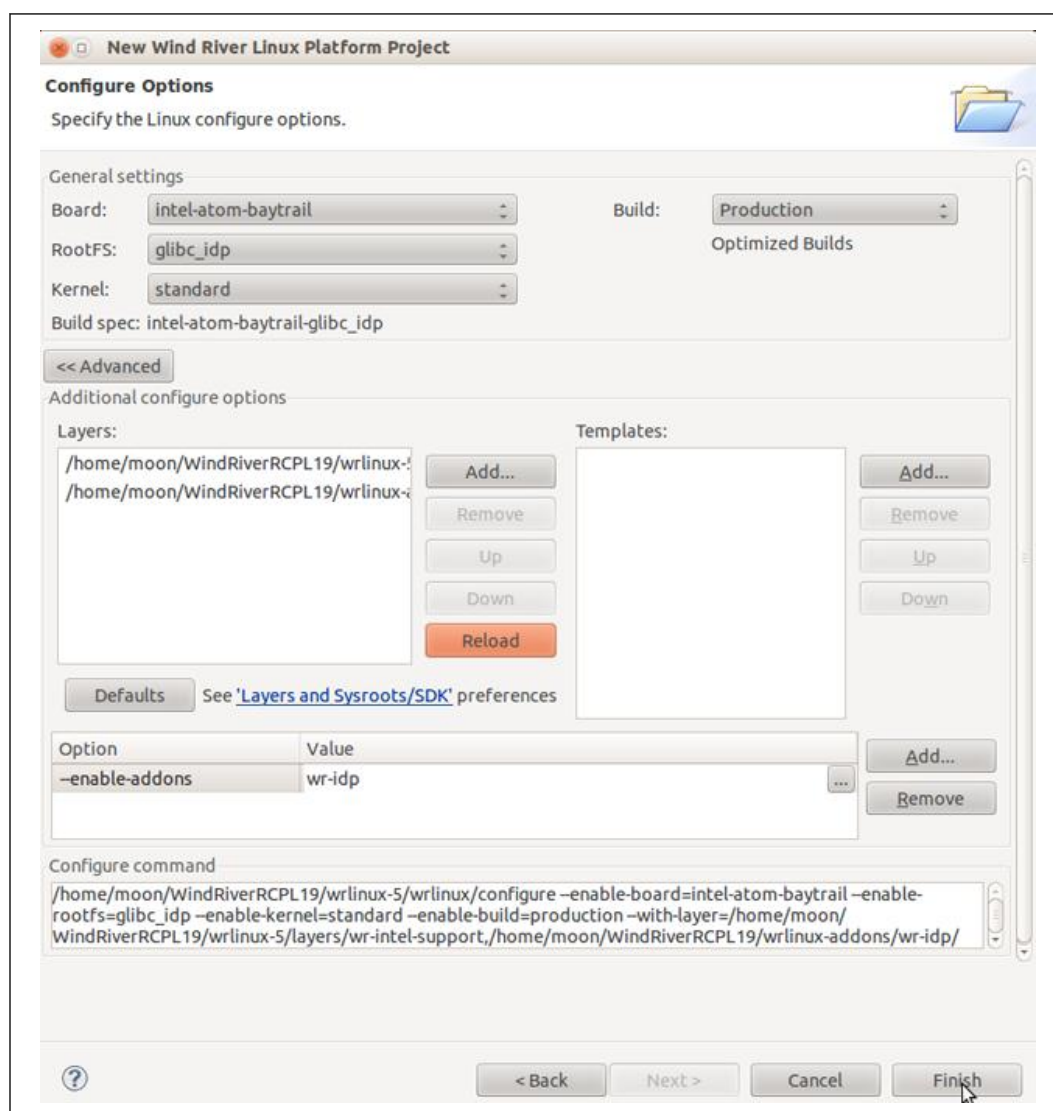 New Wind River Linux Platform Project
Configure Options
Specify the Linux configure options.
General settings
Board: intel-atom-baytrail Build: Production
RootFS: glibc_idp Optimized Builds
Kernel: standard
Build spec: intel-atom-baytrail-glibc_idp
<< Advanced
Additional configure options
Layers: Templates:
/home/moon/WindRiverRCPL19/wrlinux-5
/home/moon/WindRiverRCPL19/wrlinux-a
Add... Add...
Remove Remove
Up Up
Down Down
Reload
Defaults See 'Layers and Sysroots/SDK' preferences
Option Value Add...
--enable-addons wr-idp ...
Remove
Configure command
/home/moon/WindRiverRCPL19/wrlinux-5/wrlinux/configure --enable-board=intel-atom-baytrail --enable-
rootfs=glibc_idp --enable-kernel=standard --enable-build=production --with-layer=/home/moon/
WindRiverRCPL19/wrlinux-5/layers/wr-intel-support,/home/moon/WindRiverRCPL19/wrlinux-addons/wr-idp/
? < Back Next > Cancel Finish